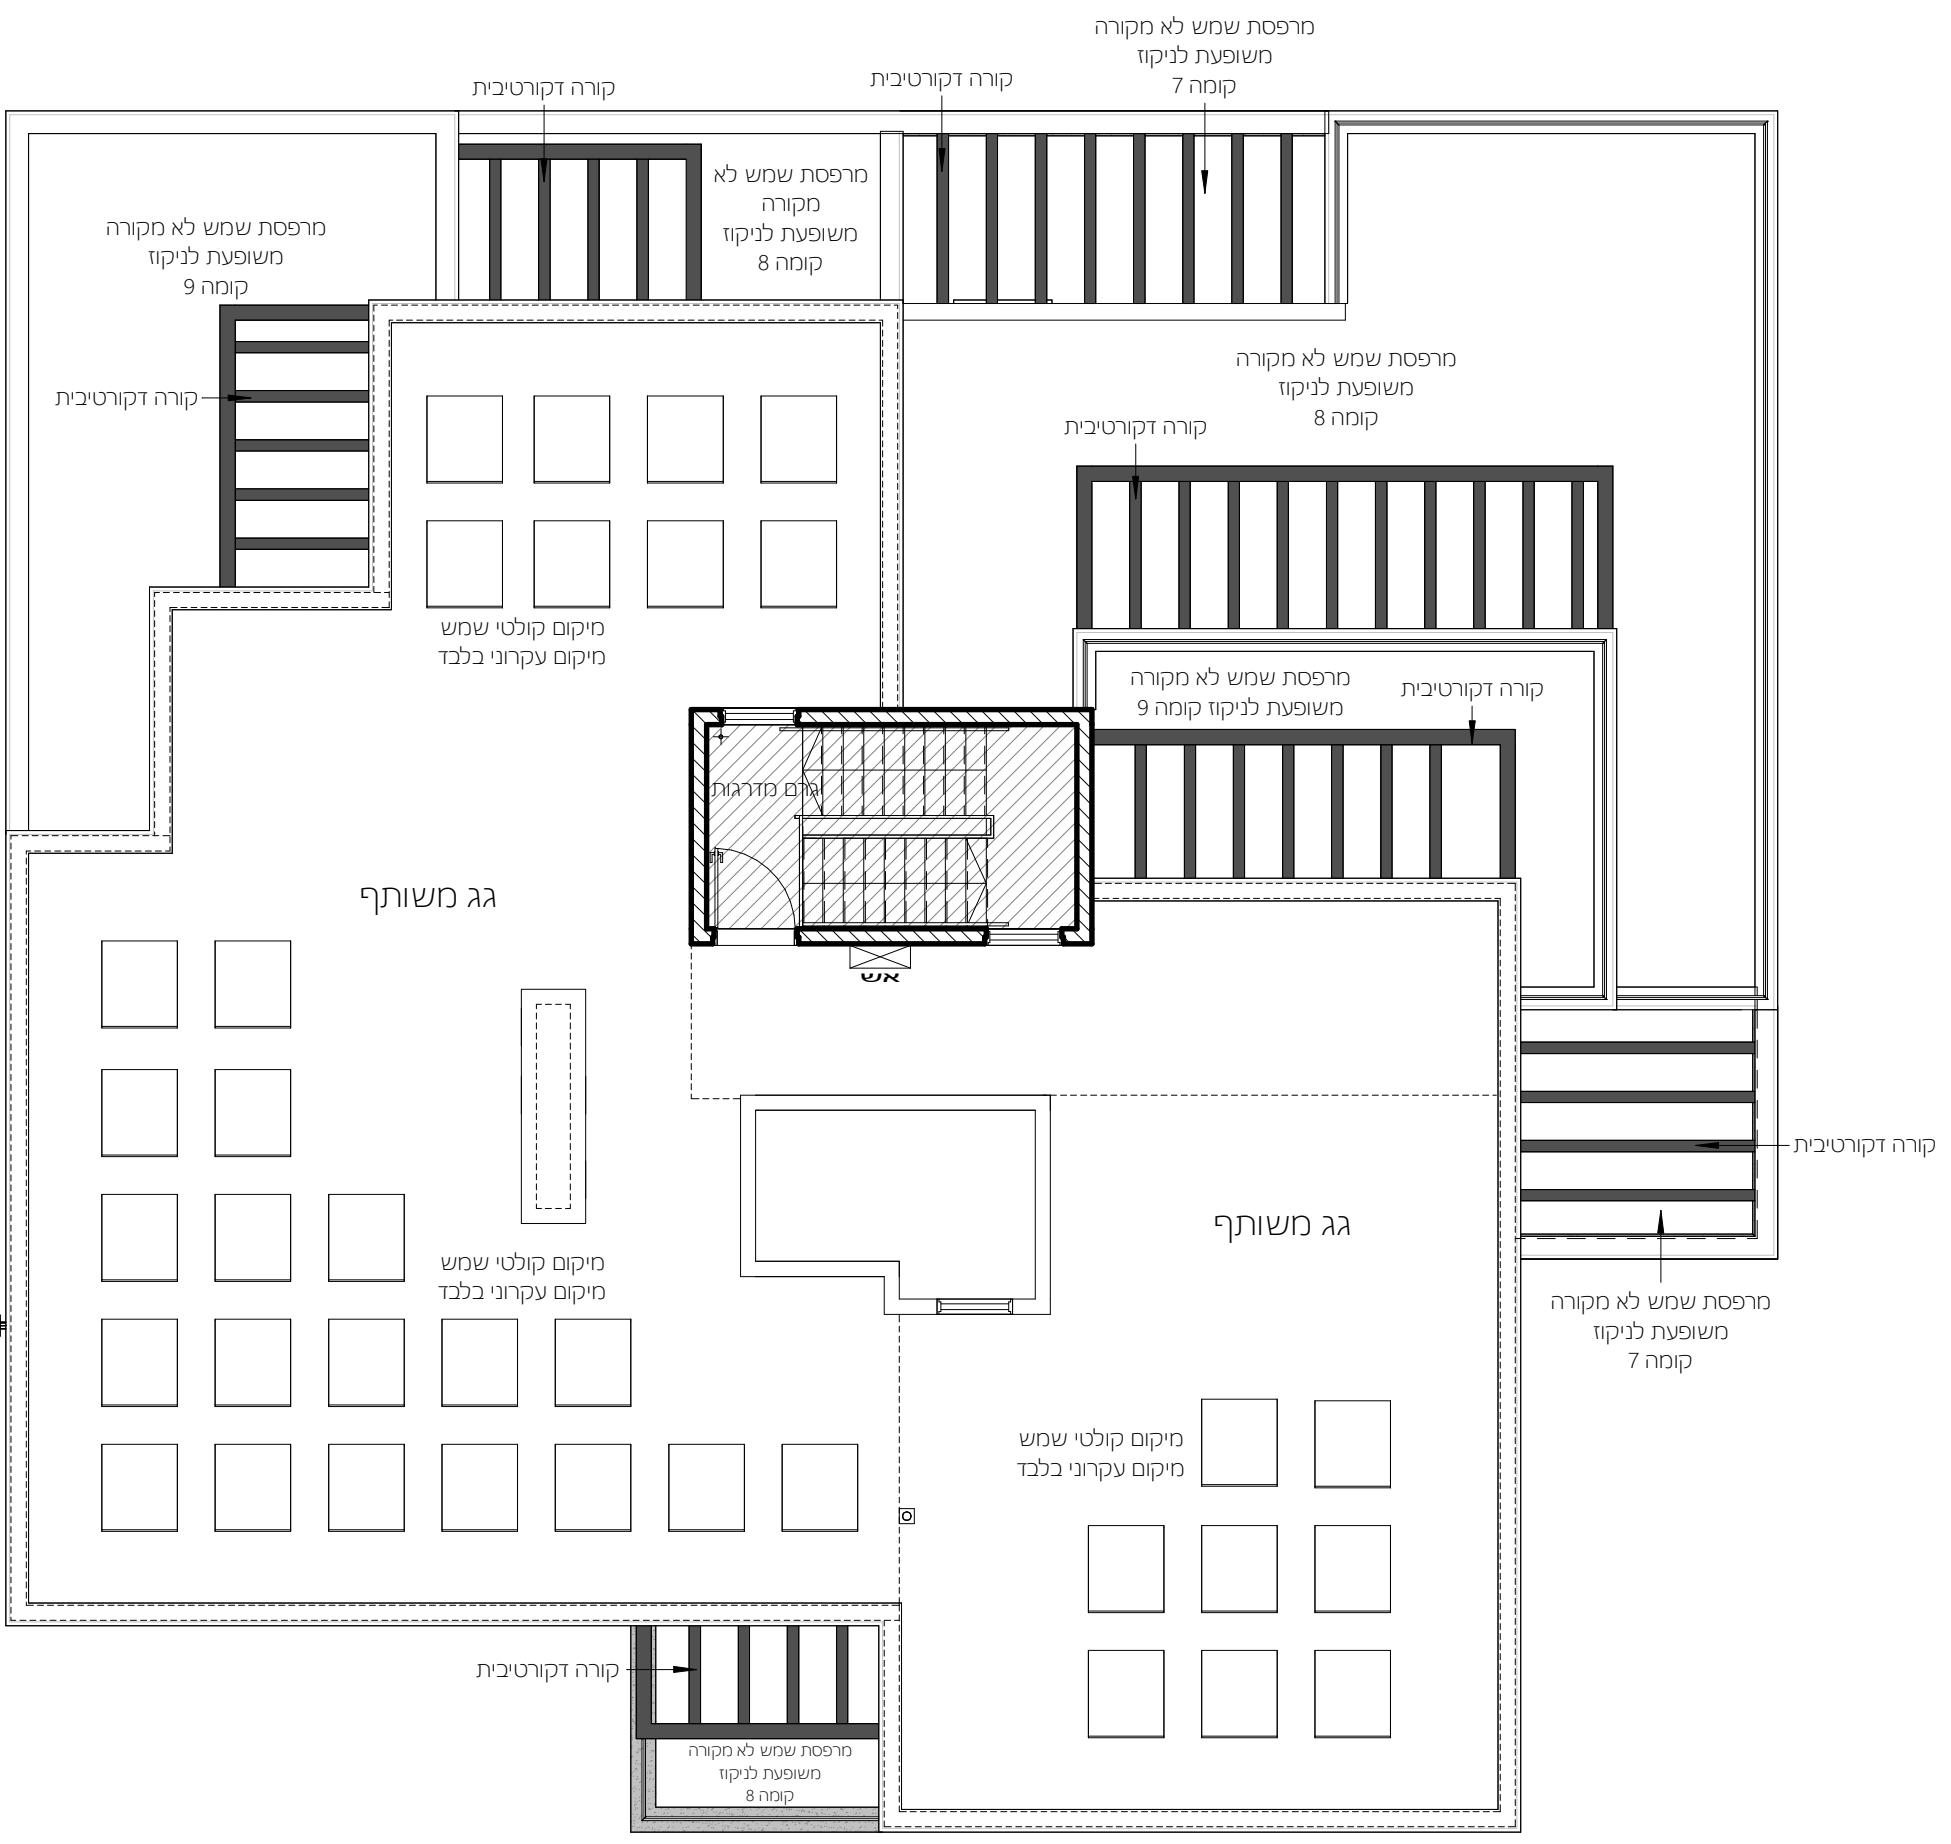 מרפסת שמש לא מקורה
משופעת לניקוז
קומה 7
קורה דקורטיבית
קורה דקורטיבית
מרפסת שמש לא
מקורה
משופעת לניקוז
קומה 8
מרפסת שמש לא מקורה
משופעת לניקוז
קומה 9
מרפסת שמש לא מקורה
משופעת לניקוז
קומה 8
קורה דקורטיבית
קורה דקורטיבית
מיקום קולטי שמש
מיקום עקרוני בלבד
מרפסת שמש לא מקורה
משופעת לניקוז קומה 9
קורה דקורטיבית
גרם מדרגות
גג משותף
אש
קורה דקורטיבית
גג משותף
מיקום קולטי שמש
מיקום עקרוני בלבד
מרפסת שמש לא מקורה
משופעת לניקוז
קומה 7
מיקום קולטי שמש
מיקום עקרוני בלבד
קורה דקורטיבית
מרפסת שמש לא מקורה
משופעת לניקוז
קומה 8